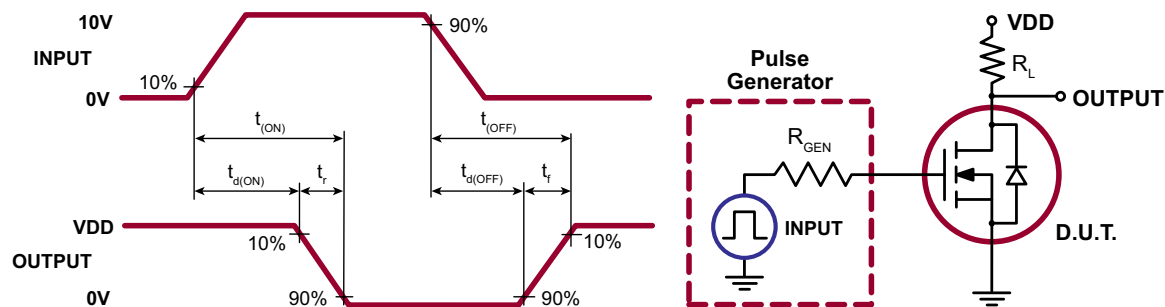 10V
INPUT
10%
0V
90%
t(ON)
t(OFF)
td(ON)
tr
td(OFF)
tf
VDD
OUTPUT
0V
10%
90%
90%
10%
Pulse
Generator
RGEN
INPUT
VDD
RL
OUTPUT
D.U.T.